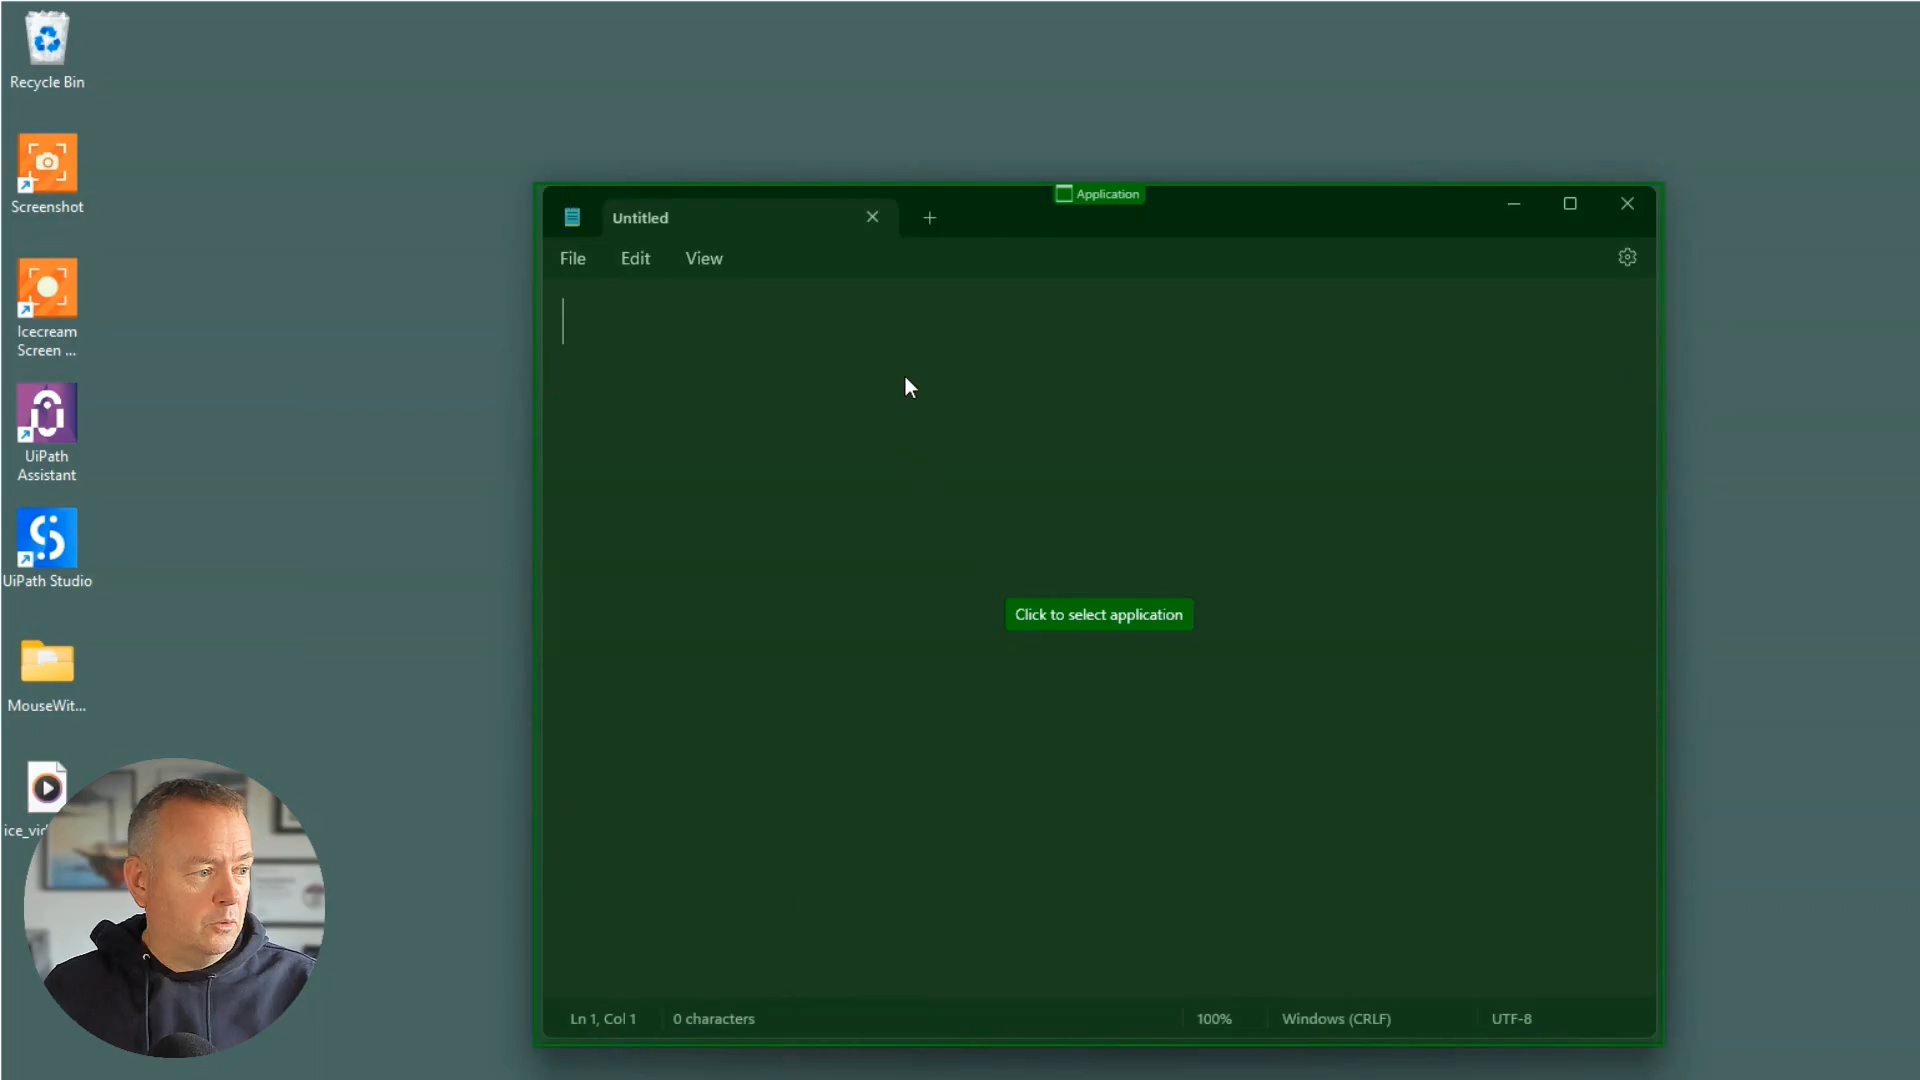 Recycle Bin
Screenshot
Icecream
Screen ...
UiPath
Assistant
UiPath Studio
MouseWit...
ice_vid
Application
Untitled
File Edit View
Click to select application
Ln 1, Col 1 0 characters 100% Windows (CRLF) UTF-8